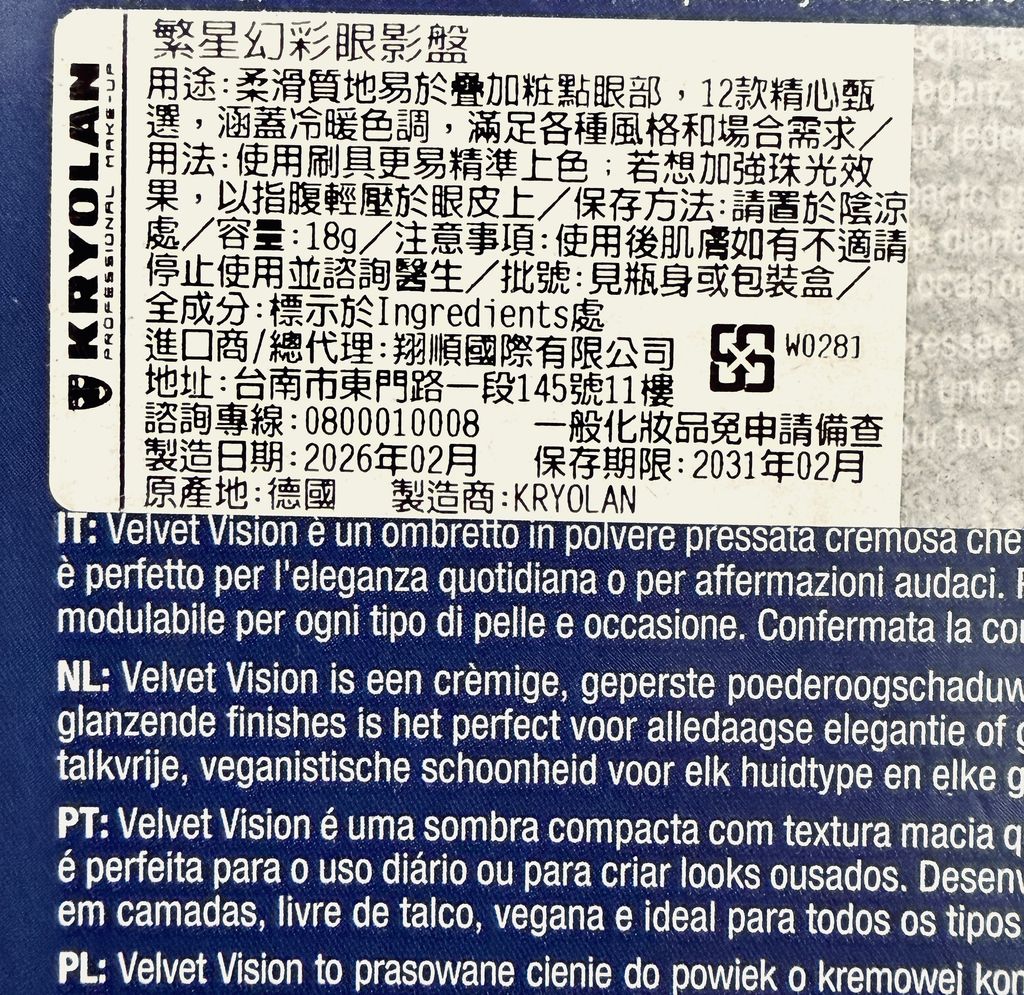 KRYOLAN
PROFESSIONAL MAKE-UP
繁星幻彩眼影盤
用途:柔滑質地易於疊加粧點眼部，12款精心甄
選，涵蓋冷暖色調，滿足各種風格和場合需求／
用法:使用刷具更易精準上色；若想加強珠光效
果，以指腹輕壓於眼皮上／保存方法:請置於陰涼
處／容量:18g／注意事項:使用後肌膚如有不適請
停止使用並諮詢醫生／批號:見瓶身或包裝盒／
全成分:標示於Ingredients處
進口商/總代理:翔順國際有限公司
W0281
地址:台南市東門路一段145號11樓
諮詢專線:0800010008 一般化妝品免申請備查
製造日期:2026年02月 保存期限:2031年02月
原產地:德國 製造商:KRYOLAN
IT: Velvet Vision è un ombretto in polvere pressata cremosa che
è perfetto per l'eleganza quotidiana o per affermazioni audaci.
modulabile per ogni tipo di pelle e occasione. Confermata la
NL: Velvet Vision is een crèmige, geperste poederoogschaduw
glanzende finishes is het perfect voor alledaagse elegantie of
talkvrije, veganistische schoonheid voor elk huidtype en elke
PT: Velvet Vision é uma sombra compacta com textura macia
é perfeita para o uso diário ou para criar looks ousados.
em camadas, livre de talco, vegana e ideal para todos os tipos
PL: Velvet Vision to prasowane cienie do powiek o kremowej